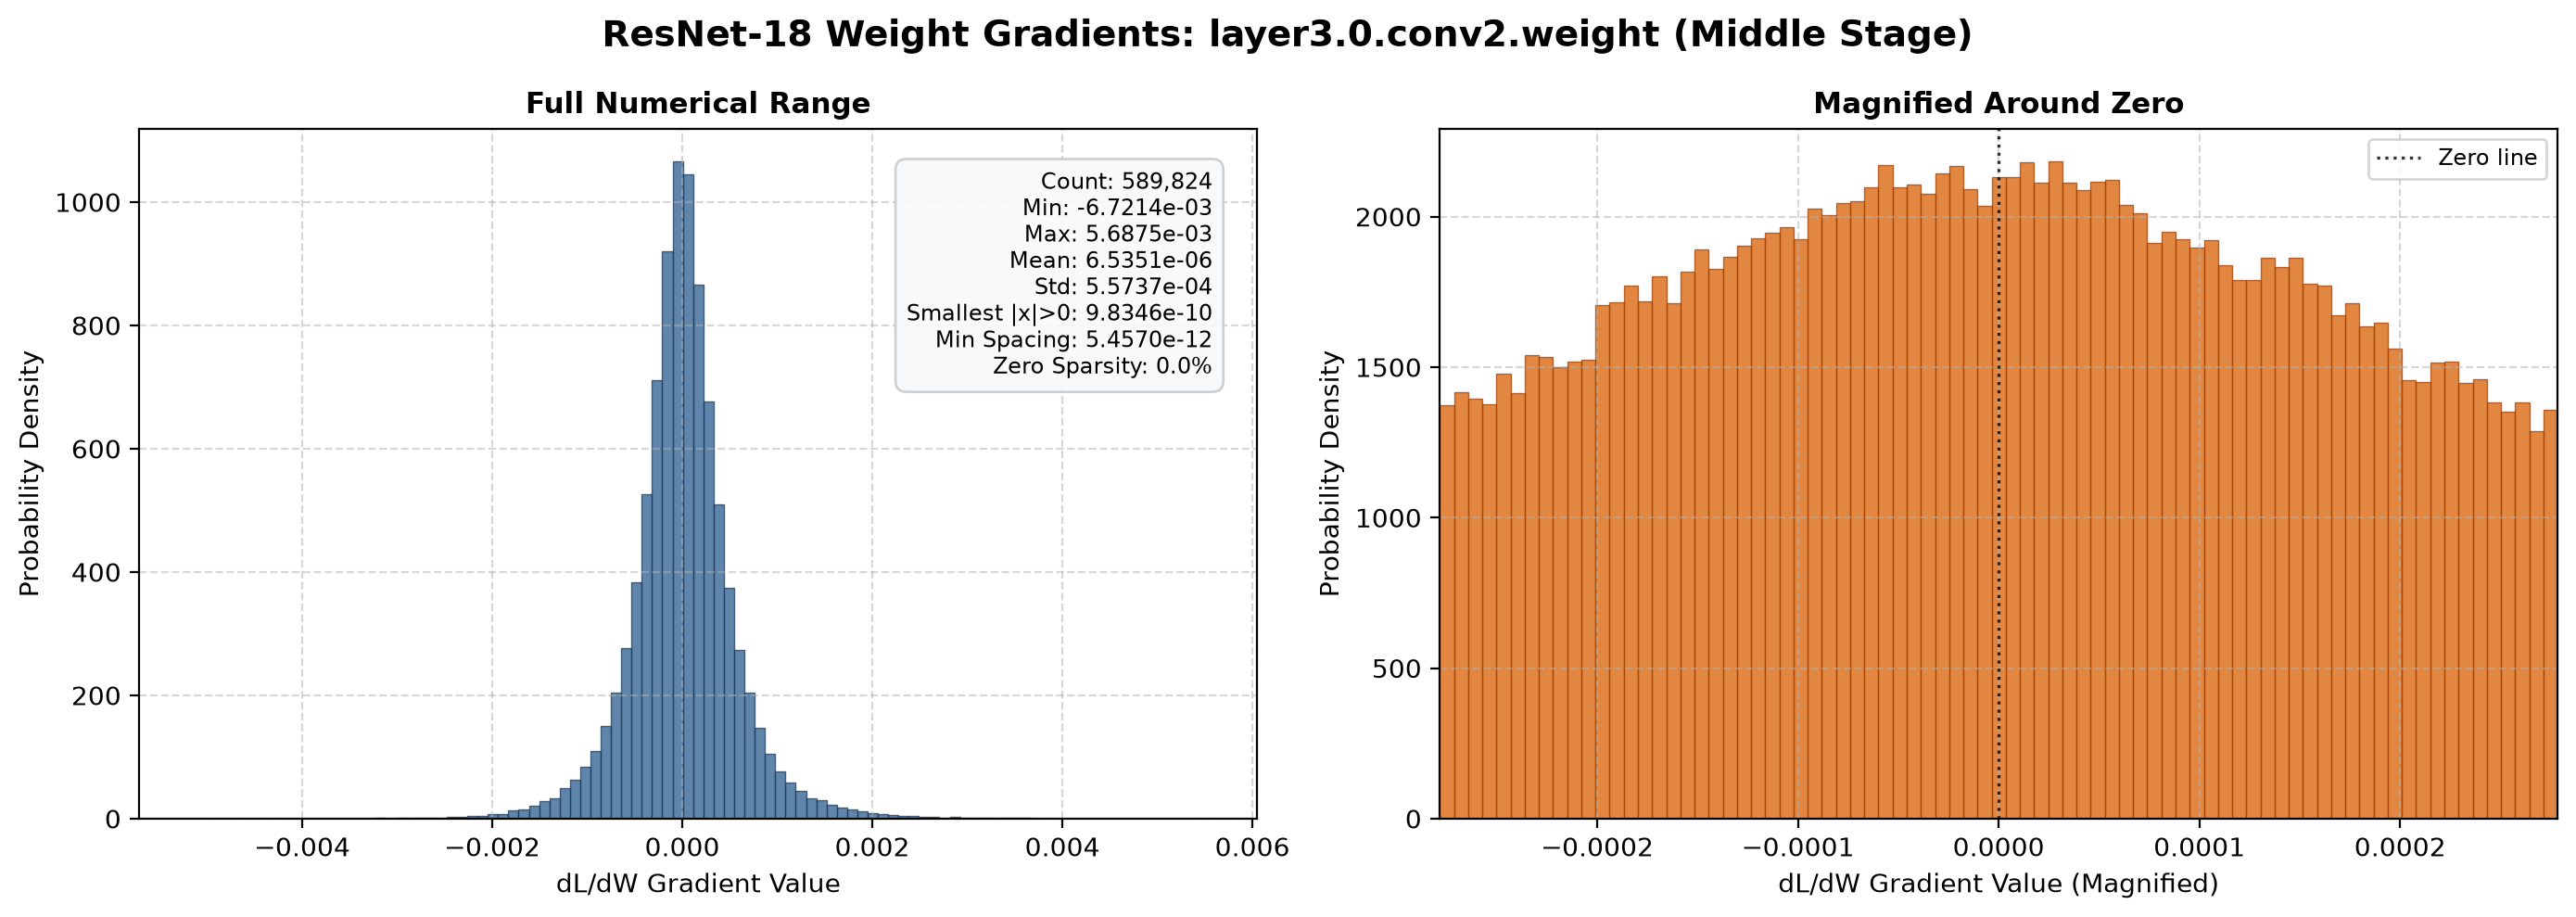 ResNet-18 Weight Gradients: layer3.0.conv2.weight (Middle Stage)
Full Numerical Range
Probability Density
1000
800
600
400
200
0
Count: 589,824
Min: -6.7214e-03
Max: 5.6875e-03
Mean: 6.5351e-06
Std: 5.5737e-04
Smallest |x|>0: 9.8346e-10
Min Spacing: 5.4570e-12
Zero Sparsity: 0.0%
−0.004 −0.002 0.000 0.002 0.004 0.006
dL/dW Gradient Value
Magnified Around Zero
Probability Density
2000
1500
1000
500
0
Zero line
−0.0002 −0.0001 0.0000 0.0001 0.0002
dL/dW Gradient Value (Magnified)